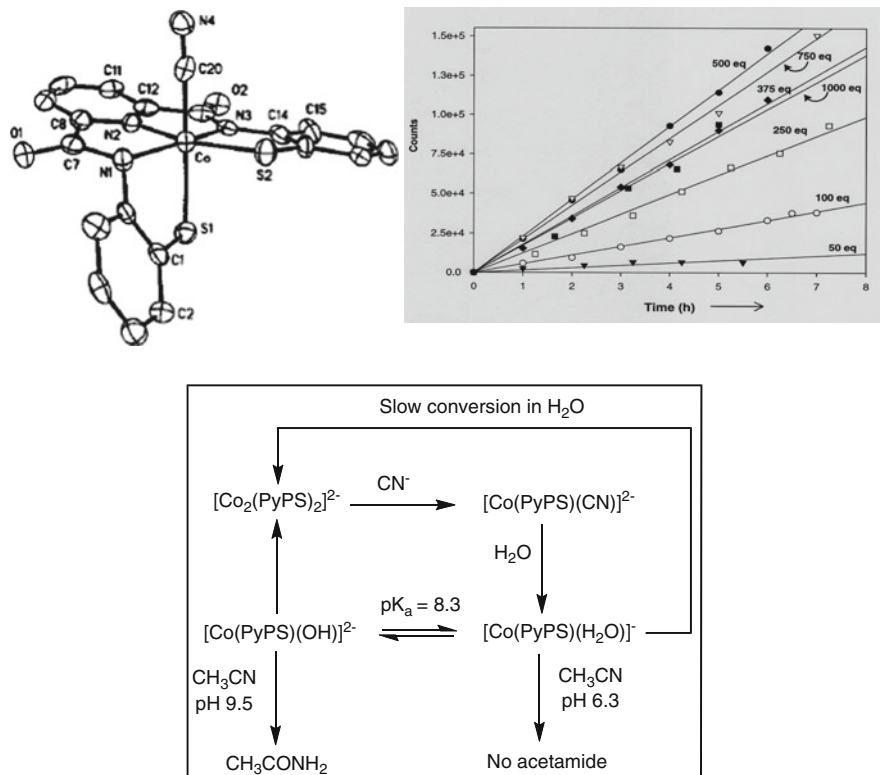 N4
C20
C11
C12
O2
N3
C14
C15
O1
C8
N2
C7
N1
Co
S2
S1
C1
C2
1.5e+5
1.5e+5
1.0e+5
7.5e+4
5.0e+4
2.5e+4
0.0
Counts
0
1
2
3
4
5
6
7
8
Time (h)
500 eq
750 eq
375 eq
1000 eq
250 eq
100 eq
50 eq
Slow conversion in H₂O
[Co₂(PyPS)₂]²⁻
CN⁻
[Co(PyPS)(CN)]²⁻
H₂O
[Co(PyPS)(OH)]²⁻
pKₐ = 8.3
[Co(PyPS)(H₂O)]⁻
CH₃CN
pH 9.5
CH₃CN
pH 6.3
CH₃CONH₂
No acetamide